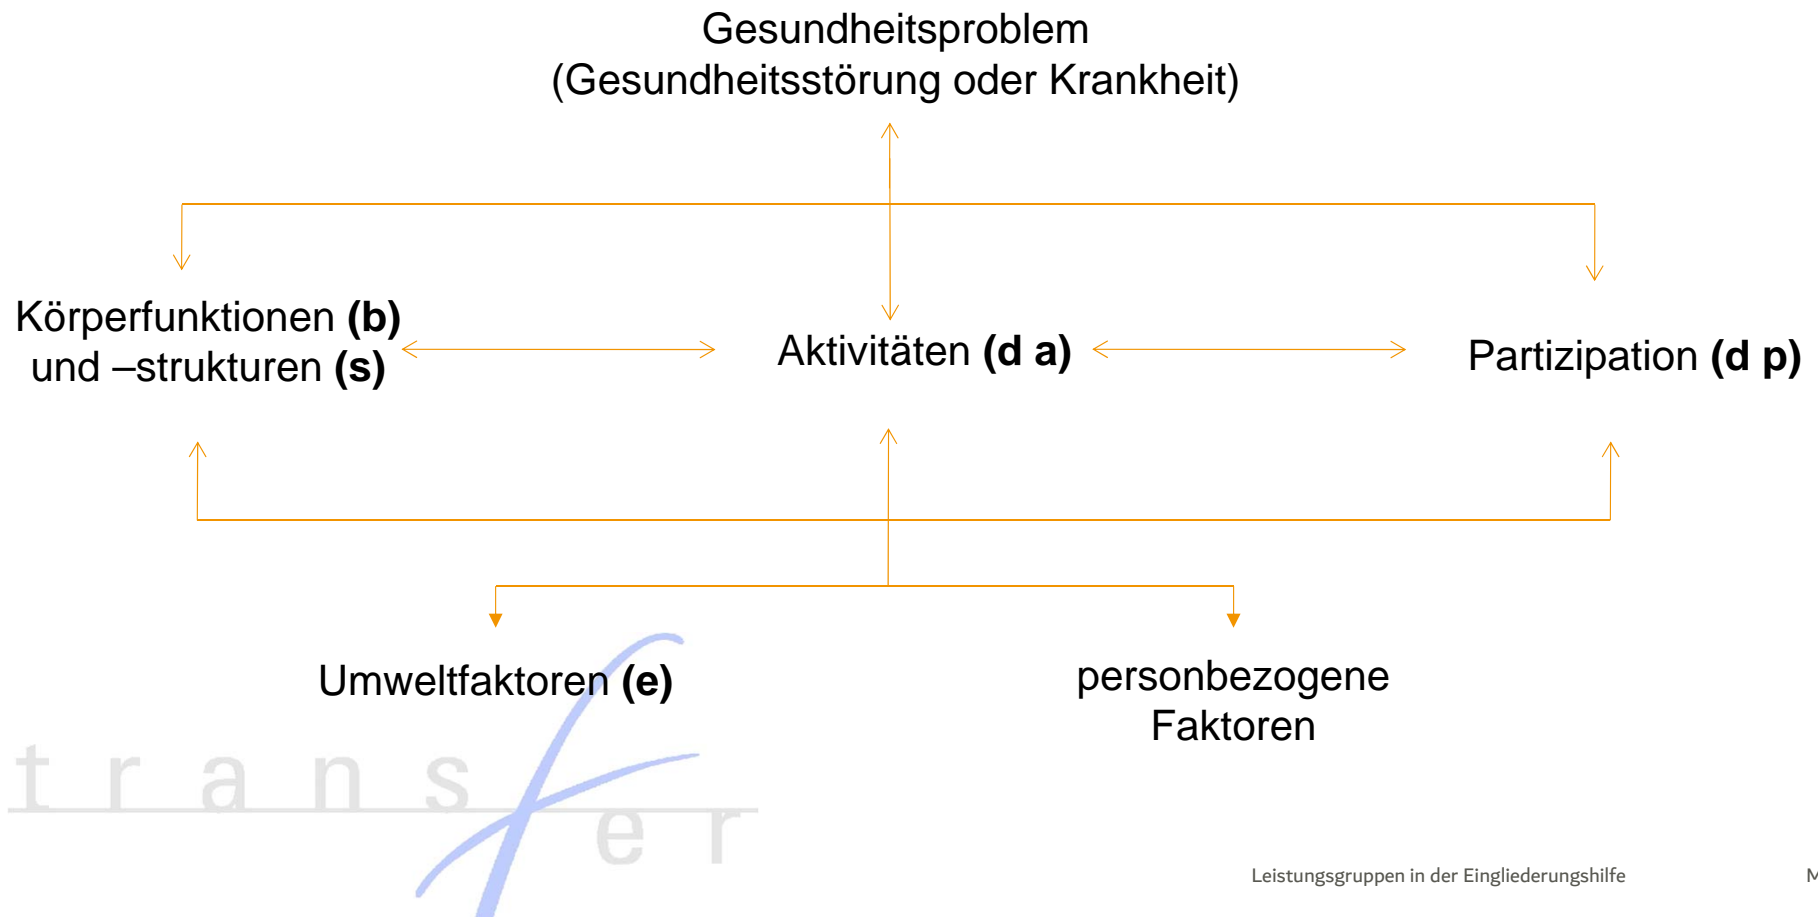 Gesundheitsproblem
(Gesundheitsstörung oder Krankheit)
Körperfunktionen (b)
und –strukturen (s)
Aktivitäten (d a)
Partizipation (d p)
Umweltfaktoren (e)
personbezogene
Faktoren
transfer
Leistungsgruppen in der Eingliederungshilfe
M